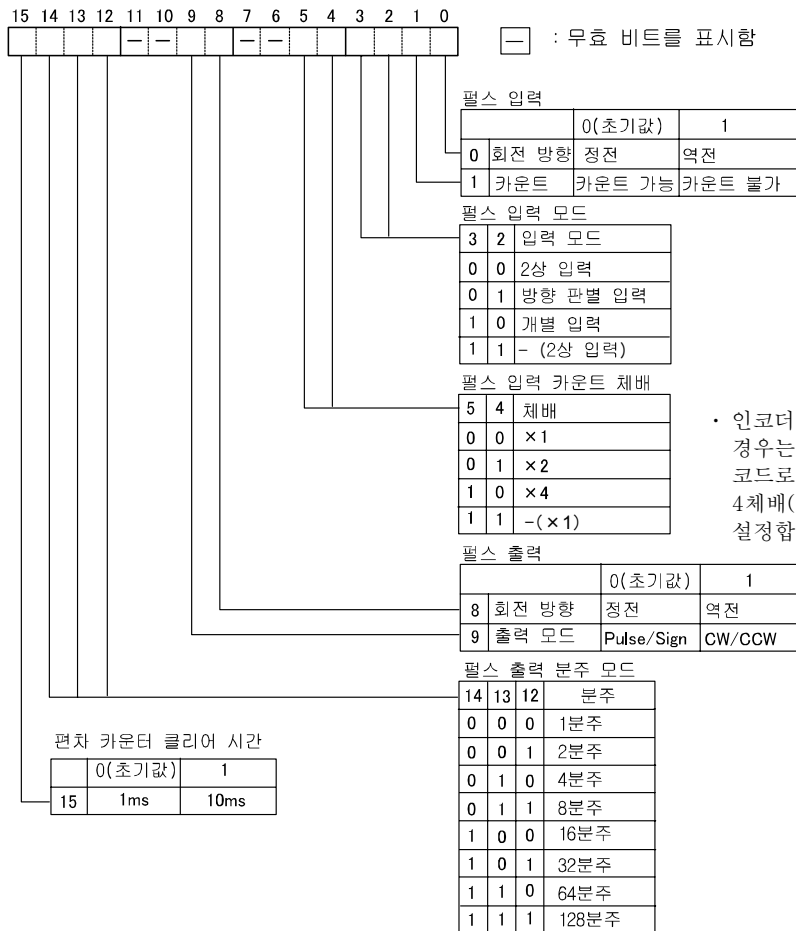 15 14 13 12 11 10 9 8 7 6 5 4 3 2 1 0
— — — —
— : 무효 비트를 표시함
펄스 입력
0(초기값) 1
0 회전 방향 정전 역전
1 카운트 카운트 가능 카운트 불가
펄스 입력 모드
3 2 입력 모드
0 0 2상 입력
0 1 방향 판별 입력
1 0 개별 입력
1 1 - (2상 입력)
펄스 입력 카운트 체배
5 4 체배
0 0 ×1
0 1 ×2
1 0 ×4
1 1 -(×1)
· 인코더
경우는
코드로
4체배(
설정합
펄스 출력
0(초기값) 1
8 회전 방향 정전 역전
9 출력 모드 Pulse/Sign CW/CCW
펄스 출력 분주 모드
14 13 12 분주
0 0 0 1분주
0 0 1 2분주
0 1 0 4분주
0 1 1 8분주
1 0 0 16분주
1 0 1 32분주
1 1 0 64분주
1 1 1 128분주
편차 카운터 클리어 시간
0(초기값) 1
15 1ms 10ms